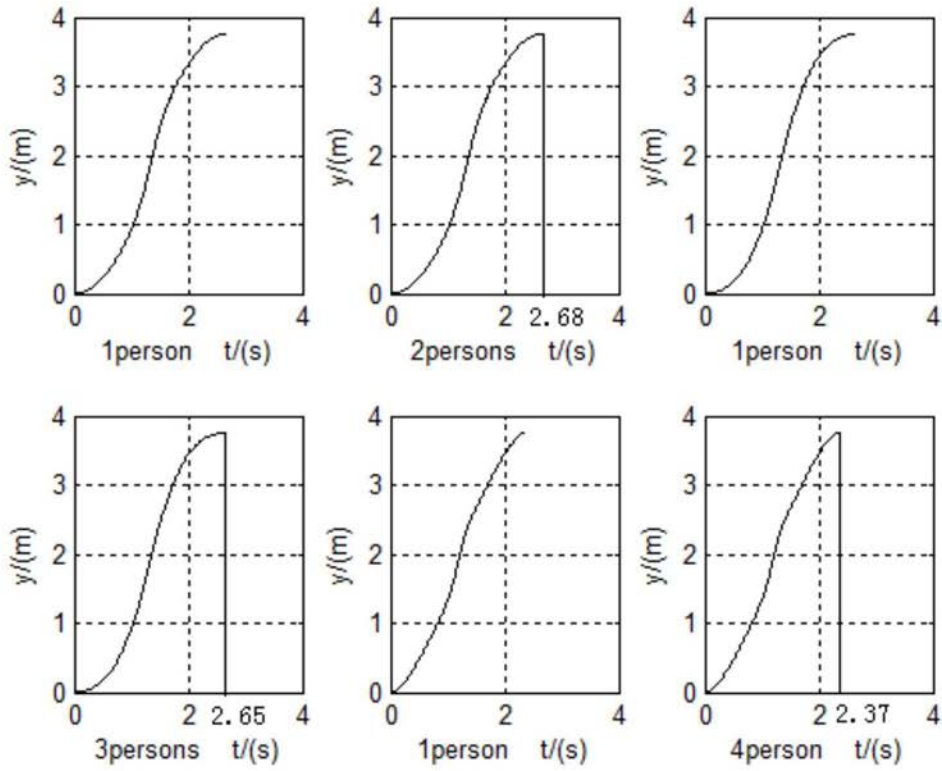 4 4 4
3 3 3
y/(m) y/(m) y/(m)
2 2 2
1 1 1
0 0 0
0 2 4 0 2 2.68 4 0 2 4
1person t/(s) 2persons t/(s) 1person t/(s)
4 4 4
3 3 3
y/(m) y/(m) y/(m)
2 2 2
1 1 1
0 0 0
0 2 2.65 4 0 2 4 0 2 2.37 4
3persons t/(s) 1person t/(s) 4person t/(s)